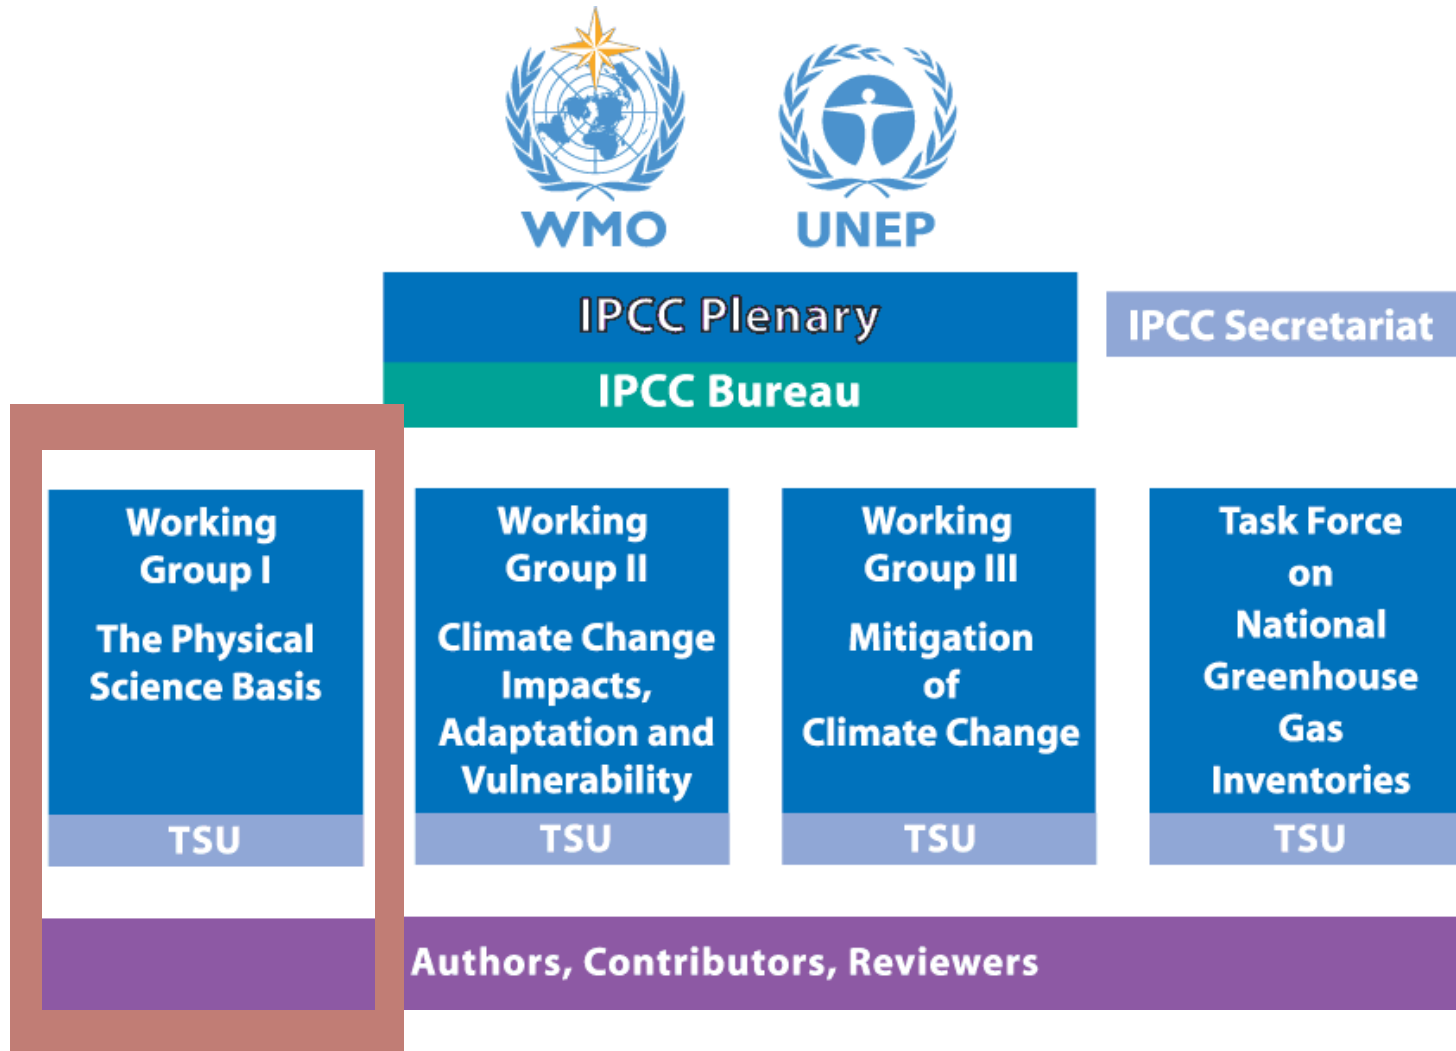 WMO
UNEP
IPCC Plenary
IPCC Secretariat
IPCC Bureau
Working
Group I
The Physical
Science Basis
TSU
Working
Group II
Climate Change
Impacts,
Adaptation and
Vulnerability
TSU
Working
Group III
Mitigation
of
Climate Change
TSU
Task Force
on
National
Greenhouse
Gas
Inventories
TSU
Authors, Contributors, Reviewers